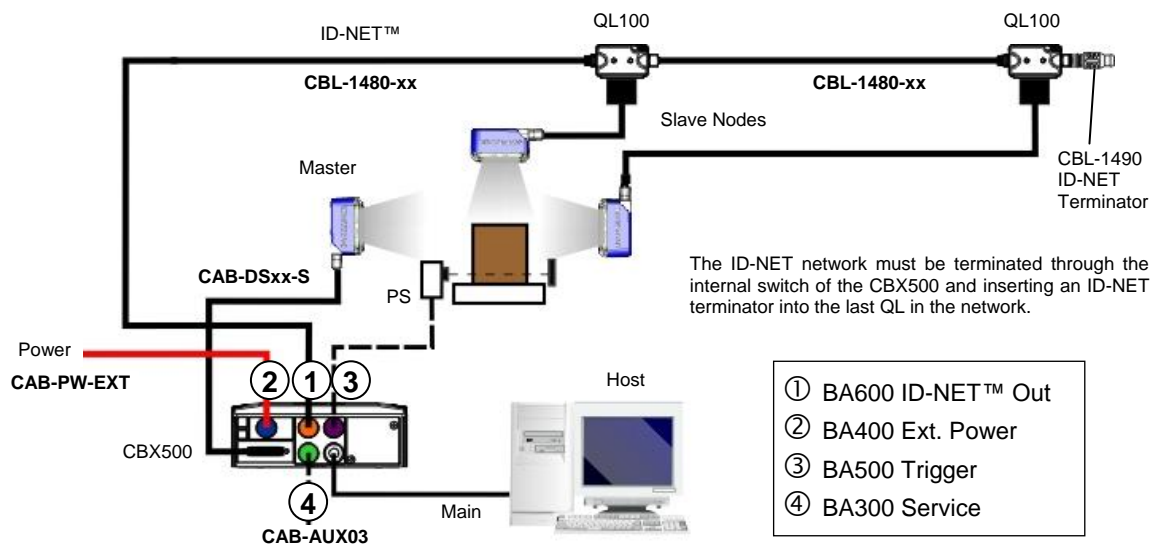 QL100
QL100
ID-NET™
CBL-1480-xx
CBL-1480-xx
Slave Nodes
Master
CBL-1490
ID-NET
Terminator
CAB-DSxx-S
PS
The ID-NET network must be terminated through the
internal switch of the CBX500 and inserting an ID-NET
terminator into the last QL in the network.
Power
CAB-PW-EXT
2
1
3
Host
CBX500
4
CAB-AUX03
Main
① BA600 ID-NET™ Out
② BA400 Ext. Power
③ BA500 Trigger
④ BA300 Service